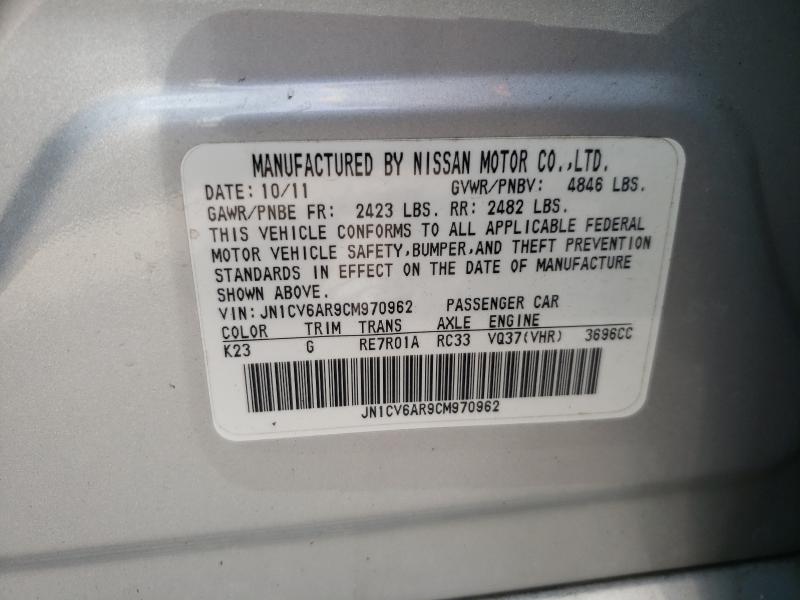 MANUFACTURED BY NISSAN MOTOR CO.,LTD.
DATE: 10/11 GVWR/PNBV: 4846 LBS.
GAWR/PNBE FR: 2423 LBS. RR: 2482 LBS.
THIS VEHICLE CONFORMS TO ALL APPLICABLE FEDERAL
MOTOR VEHICLE SAFETY,BUMPER,AND THEFT PREVENTION
STANDARDS IN EFFECT ON THE DATE OF MANUFACTURE
SHOWN ABOVE.
VIN:JN1CV6AR9CM970962 PASSENGER CAR
COLOR TRIM TRANS AXLE ENGINE
K23 G RE7R01A RC33 VQ37(VHR) 3696CC
JN1CV6AR9CM970962